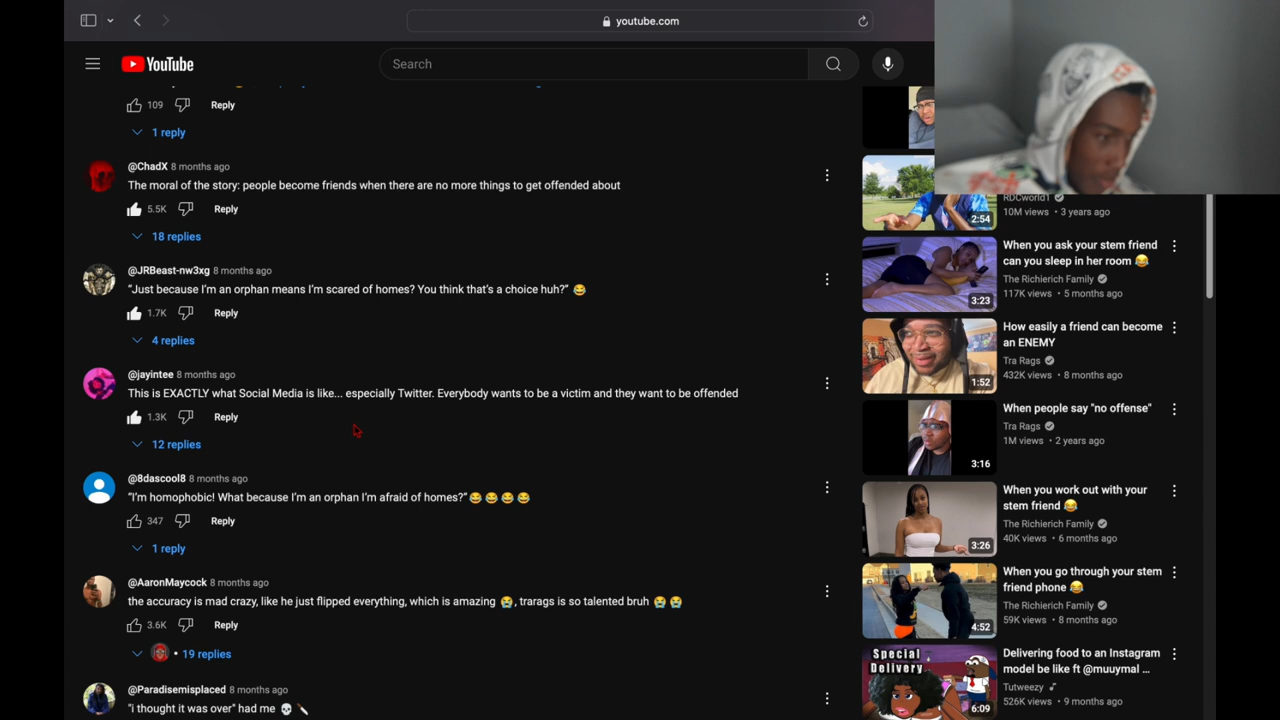 youtube.com
YouTube
Search
109
Reply
1 reply
@ChadX 8 months ago
The moral of the story: people become friends when there are no more things to get offended about
5.5K
Reply
18 replies
@JRBeast-nw3xg 8 months ago
“Just because I’m an orphan means I’m scared of homes? You think that’s a choice huh?” 😂
1.7K
Reply
4 replies
@jayintee 8 months ago
This is EXACTLY what Social Media is like... especially Twitter. Everybody wants to be a victim and they want to be offended
1.3K
Reply
12 replies
@8dascool8 8 months ago
“I’m homophobic! What because I’m an orphan I’m afraid of homes?”😂😂😂😂
347
Reply
1 reply
@AaronMaycock 8 months ago
the accuracy is mad crazy, like he just flipped everything, which is amazing 😭, trarags is so talented bruh 😭😭
3.6K
Reply
• 19 replies
@Paradisemisplaced 8 months ago
"i thought it was over" had me 💀🔪
RDCworld1
10M views • 3 years ago
2:54
When you ask your stem friend
can you sleep in her room 😂
The Richierich Family
117K views • 5 months ago
3:23
How easily a friend can become
an ENEMY
Tra Rags
432K views • 8 months ago
1:52
When people say "no offense"
Tra Rags
1M views • 2 years ago
3:16
When you work out with your
stem friend 😂
The Richierich Family
40K views • 6 months ago
3:26
When you go through your stem
friend phone 😂
The Richierich Family
59K views • 8 months ago
4:52
Delivering food to an Instagram
model be like ft @muuymal ...
Tutweezy
526K views • 9 months ago
Special
Delivery
6:09